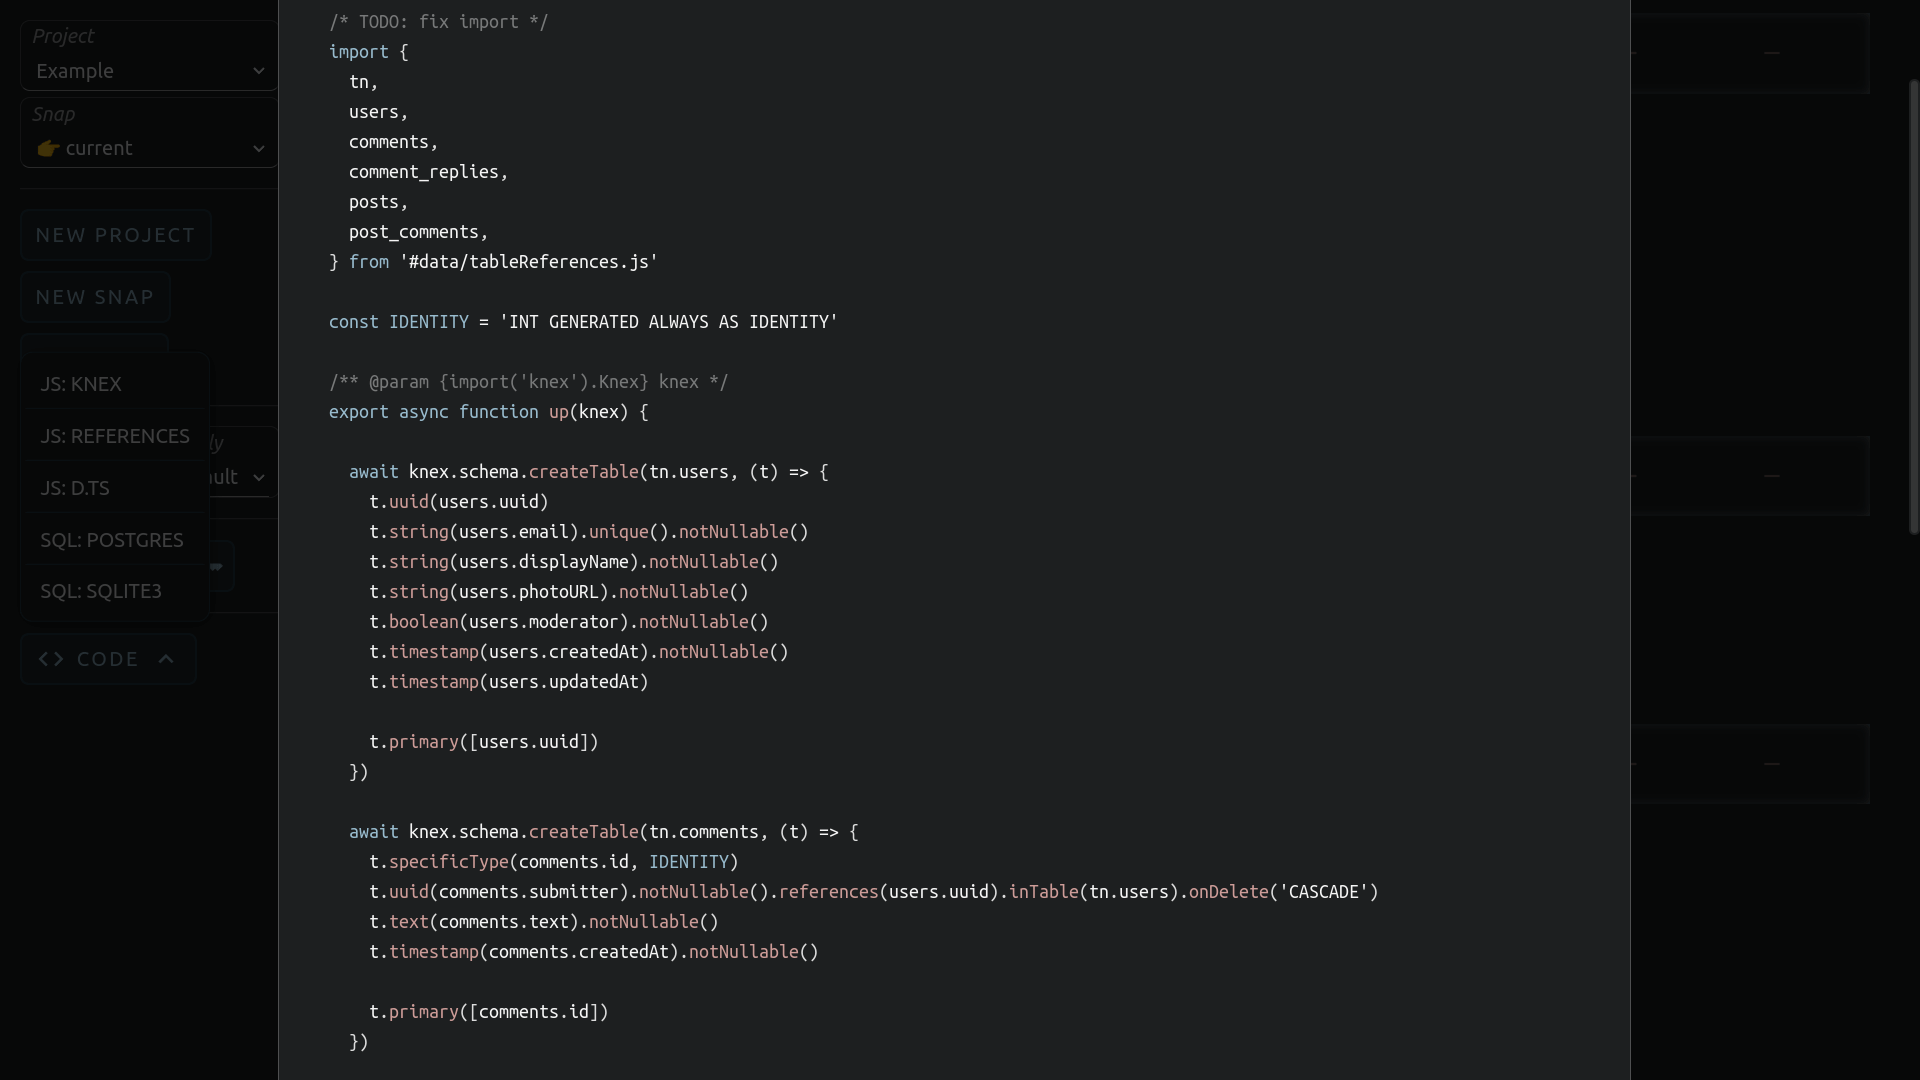 Project
Example
Snap
👉 current
NEW PROJECT
NEW SNAP
JS: KNEX
JS: REFERENCES
JS: D.TS
SQL: POSTGRES
SQL: SQLITE3
<> CODE
/* TODO: fix import */
import {
  tn,
  users,
  comments,
  comment_replies,
  posts,
  post_comments,
} from '#data/tableReferences.js'

const IDENTITY = 'INT GENERATED ALWAYS AS IDENTITY'

/** @param {import('knex').Knex} knex */
export async function up(knex) {

  await knex.schema.createTable(tn.users, (t) => {
    t.uuid(users.uuid)
    t.string(users.email).unique().notNullable()
    t.string(users.displayName).notNullable()
    t.string(users.photoURL).notNullable()
    t.boolean(users.moderator).notNullable()
    t.timestamp(users.createdAt).notNullable()
    t.timestamp(users.updatedAt)

    t.primary([users.uuid])
  })

  await knex.schema.createTable(tn.comments, (t) => {
    t.specificType(comments.id, IDENTITY)
    t.uuid(comments.submitter).notNullable().references(users.uuid).inTable(tn.users).onDelete('CASCADE')
    t.text(comments.text).notNullable()
    t.timestamp(comments.createdAt).notNullable()

    t.primary([comments.id])
  })